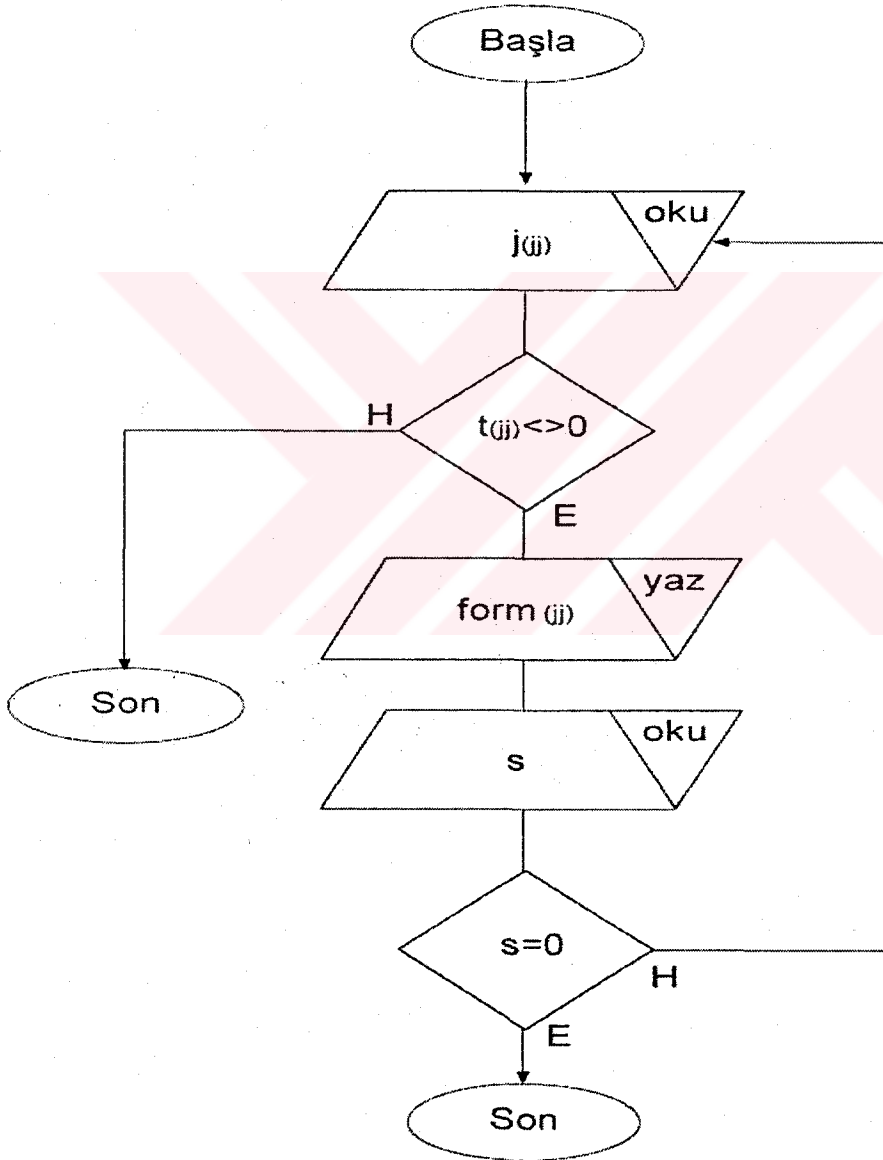 Başla
oku
j(jj)
H
t(jj)<>0
E
yaz
form (jj)
Son
oku
s
s=0
H
E
Son